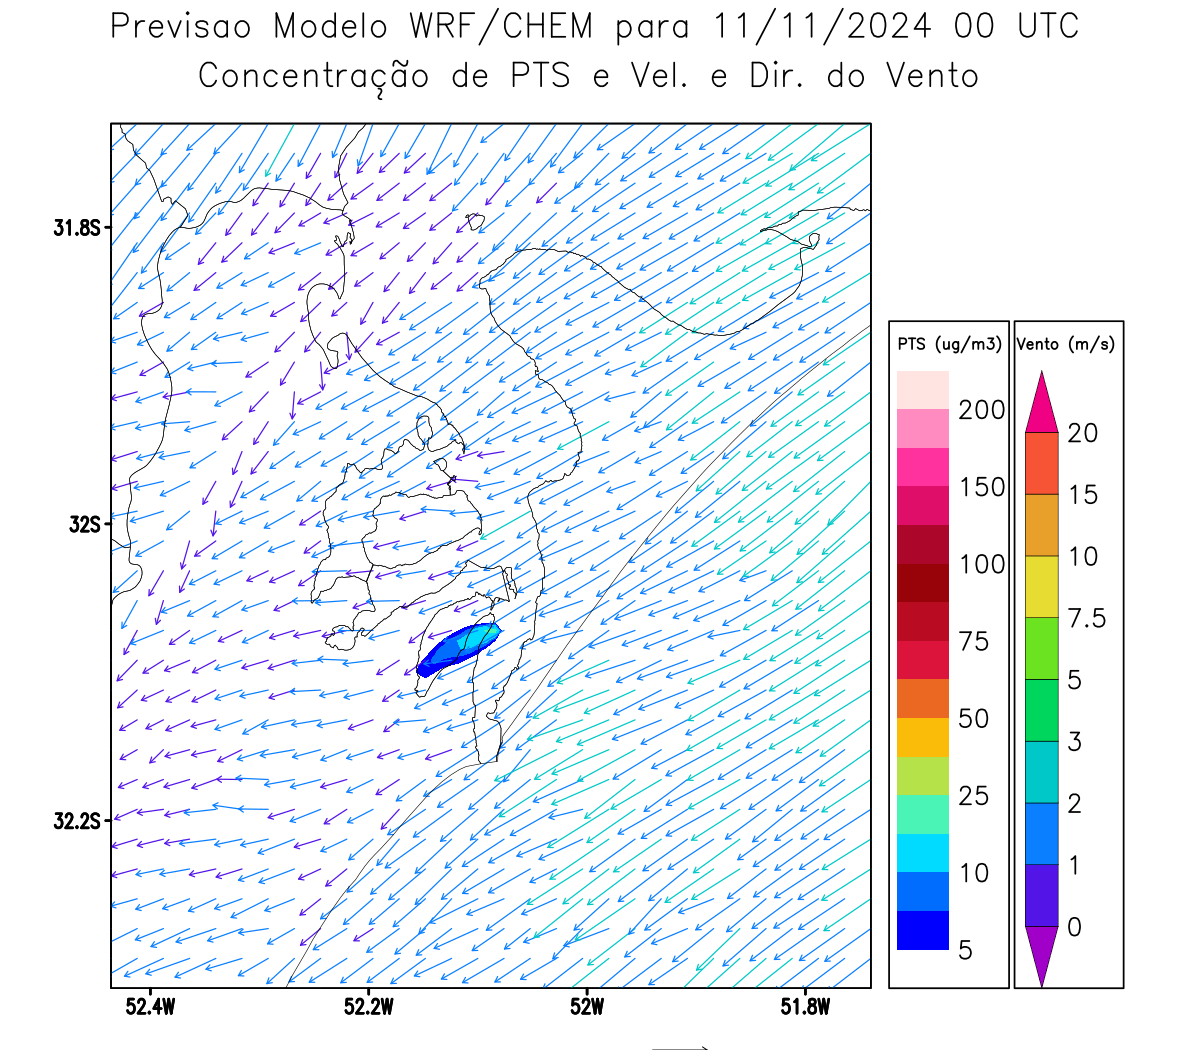 Previsao Modelo WRF/CHEM para 11/11/2024 00 UTC
Concentração de PTS e Vel. e Dir. do Vento
31.8S
32S
32.2S
52.4W
52.2W
52W
51.8W
PTS (ug/m3)
200
150
100
75
50
25
10
5
Vento (m/s)
20
15
10
7.5
5
3
2
1
0